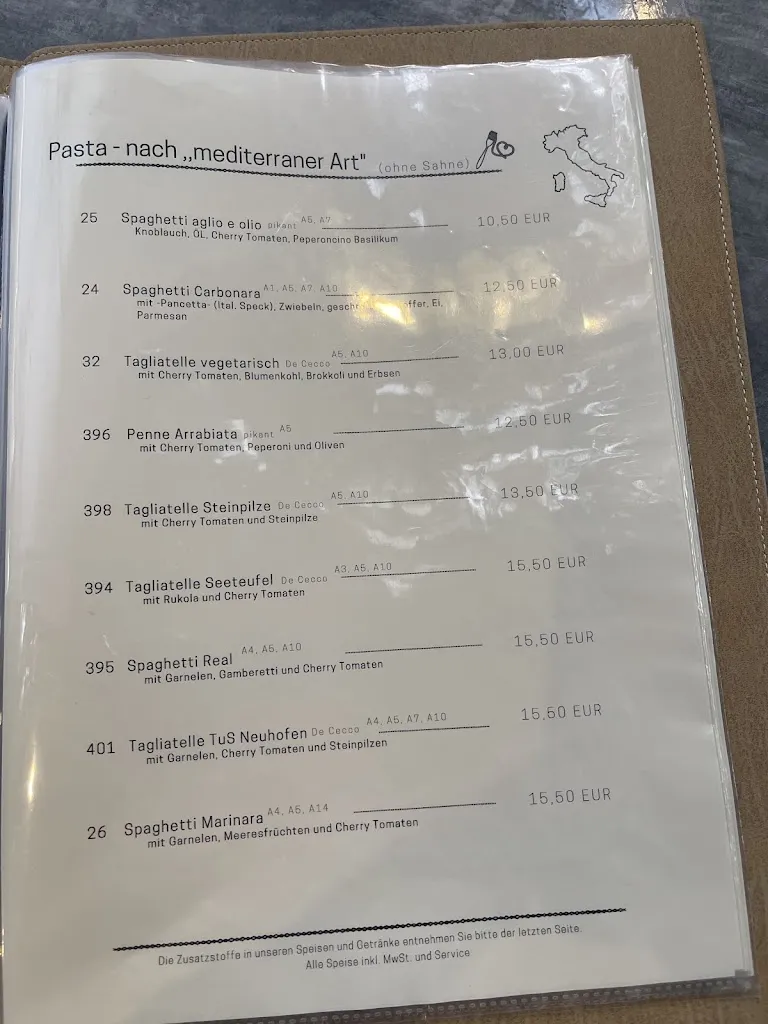 Pasta - nach ,,mediterraner Art" (ohne Sahne)
25 Spaghetti aglio e olio pikant A5, A7 10,50 EUR
Knoblauch, ÖL, Cherry Tomaten, Peperoncino Basilikum
24 Spaghetti Carbonara A1, A5, A7, A10 12,50 EUR
mit -Pancetta- (Ital. Speck), Zwiebeln, Ei,
Parmesan
32 Tagliatelle vegetarisch De Cecco A5, A10 13,00 EUR
mit Cherry Tomaten, Blumenkohl, Brokkoli und Erbsen
396 Penne Arrabiata pikant A5 12,50 EUR
mit Cherry Tomaten, Peperoni und Oliven
398 Tagliatelle Steinpilze De Cecco A5, A10 13,50 EUR
mit Cherry Tomaten und Steinpilze
394 Tagliatelle Seeteufel De Cecco A3, A5, A10 15,50 EUR
mit Rukola und Cherry Tomaten
395 Spaghetti Real A4, A5, A10 15,50 EUR
mit Garnelen, Gamberetti und Cherry Tomaten
401 Tagliatelle TuS Neuhofen De Cecco A4, A5, A7, A10 15,50 EUR
mit Garnelen, Cherry Tomaten und Steinpilzen
26 Spaghetti Marinara A4, A5, A14 15,50 EUR
mit Garnelen, Meeresfrüchten und Cherry Tomaten
Die Zusatzstoffe in unseren Speisen und Getränke entnehmen Sie bitte der letzten Seite.
Alle Speise inkl. MwSt. und Service